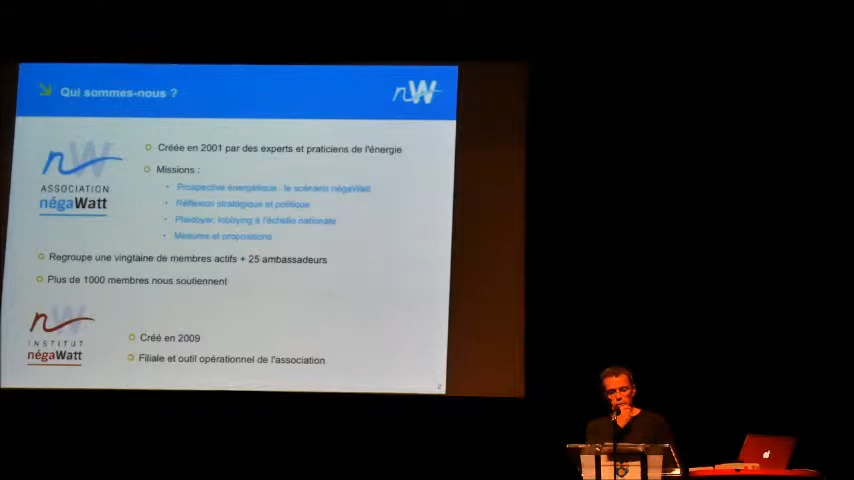 Qui sommes-nous ?
nW
nW
ASSOCIATION
négaWatt
Créée en 2001 par des experts et praticiens de l'énergie
Missions :
Prospective énergétique : le scénario négaWatt
Réflexion stratégique et politique
Plaidoyer, lobbying à l'échelle nationale
Mesures et propositions
Regroupe une vingtaine de membres actifs + 25 ambassadeurs
Plus de 1000 membres nous soutiennent
nW
INSTITUT
négaWatt
Créé en 2009
Filiale et outil opérationnel de l'association
2